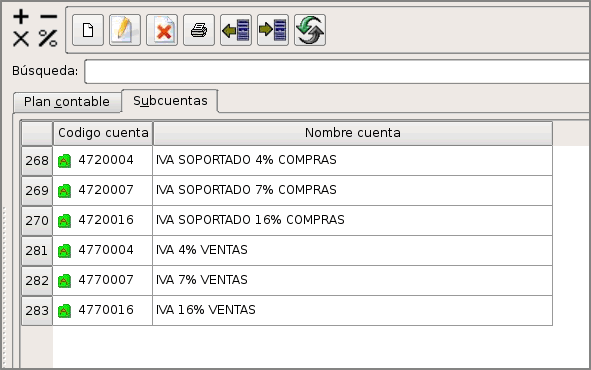 Búsqueda:
Plan contable
Subcuentas
Codigo cuenta Nombre cuenta
268 4720004 IVA SOPORTADO 4% COMPRAS
269 4720007 IVA SOPORTADO 7% COMPRAS
270 4720016 IVA SOPORTADO 16% COMPRAS
281 4770004 IVA 4% VENTAS
282 4770007 IVA 7% VENTAS
283 4770016 IVA 16% VENTAS